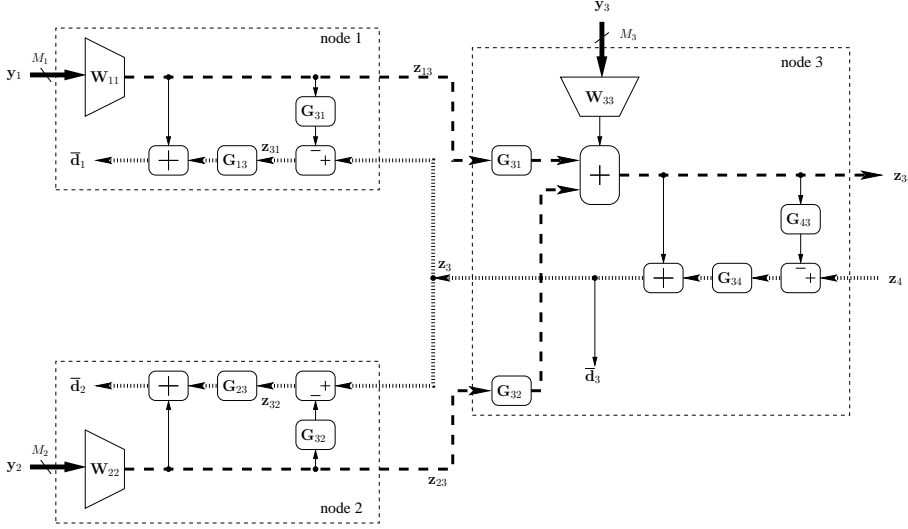 node 1
M1
y1
W11
z13
G31
d̅1
+
G13
z31
−
+
y3
M3
node 3
W33
G31
+
z3
G43
z3
d̅3
+
G34
−
+
z4
G32
d̅2
+
G23
z32
−
+
G32
M2
y2
W22
z23
node 2